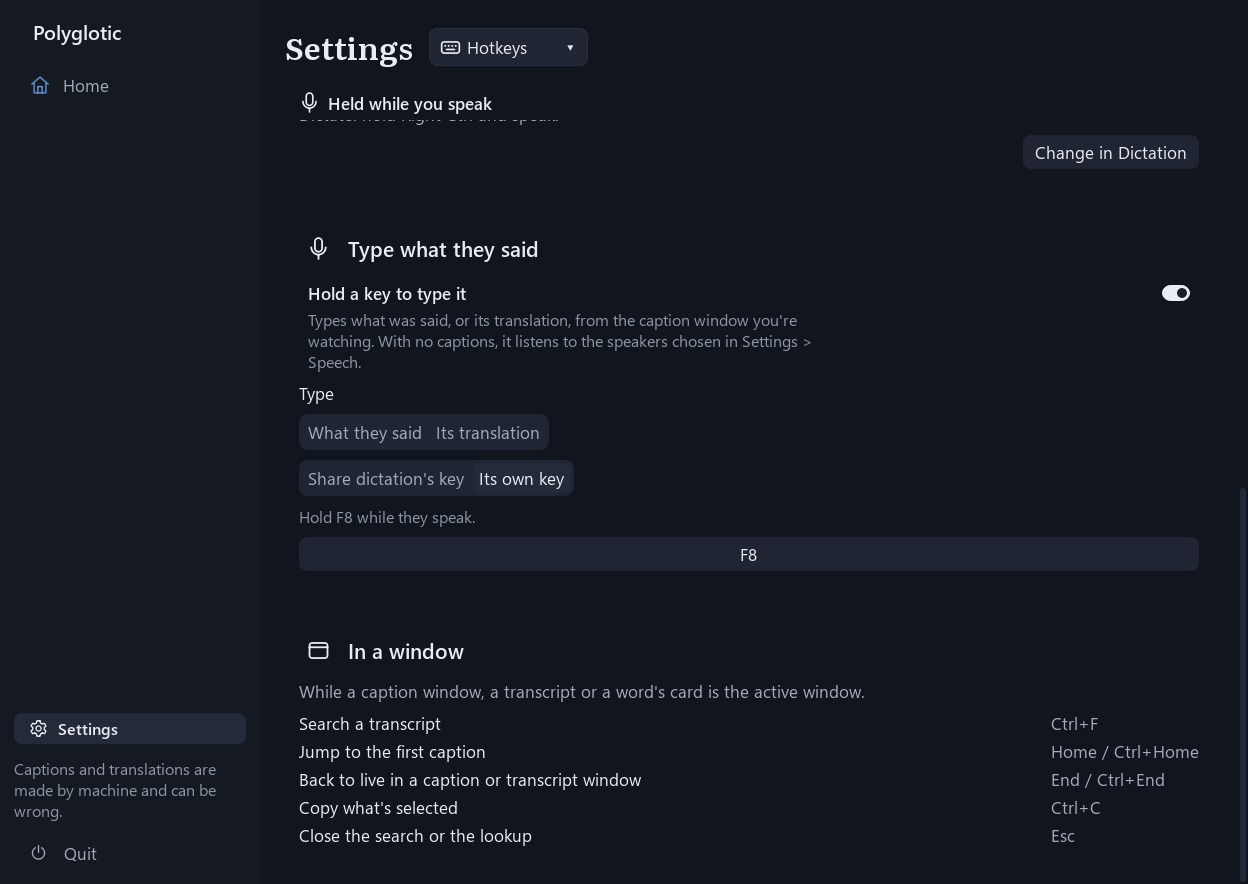 Polyglotic
Home
Settings
Hotkeys
Held while you speak
Change in Dictation
Type what they said
Hold a key to type it
Types what was said, or its translation, from the caption window you're
watching. With no captions, it listens to the speakers chosen in Settings >
Speech.
Type
What they said Its translation
Share dictation's key Its own key
Hold F8 while they speak.
F8
In a window
While a caption window, a transcript or a word's card is the active window.
Search a transcript Ctrl+F
Jump to the first caption Home / Ctrl+Home
Back to live in a caption or transcript window End / Ctrl+End
Copy what's selected Ctrl+C
Close the search or the lookup Esc
Settings
Captions and translations are
made by machine and can be
wrong.
Quit